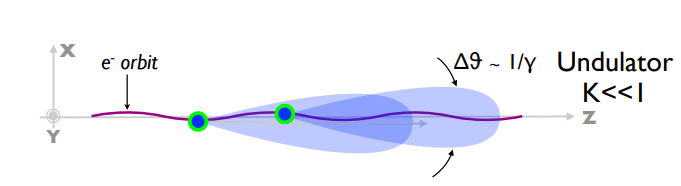 X
e⁻ orbit
Δϑ ~ 1/γ
Undulator
K<<1
Z
Y